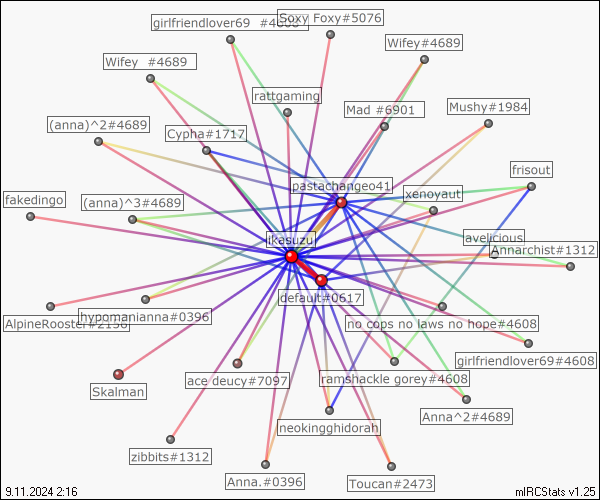 girlfriendlover69 #4608
Soxy Foxy#5076
Wifey#4689
Wifey #4689
rattgaming
Mad #6901
Mushy#1984
(anna)^2#4689
Cypha#1717
frisout
pastachangeo41
xenoyaut
fakedingo
(anna)^3#4689
ikasuzu
avelicious
Annarchist#1312
default#0617
AlpineRooster#2158
hypomanianna#0396
no cops no laws no hope#4608
girlfriendlover69#4608
Skalman
ace deucy#7097
ramshackle gorey#4608
Anna^2#4689
neokingghidorah
zibbits#1312
Anna.#0396
Toucan#2473
9.11.2024 2:16
mIRCStats v1.25